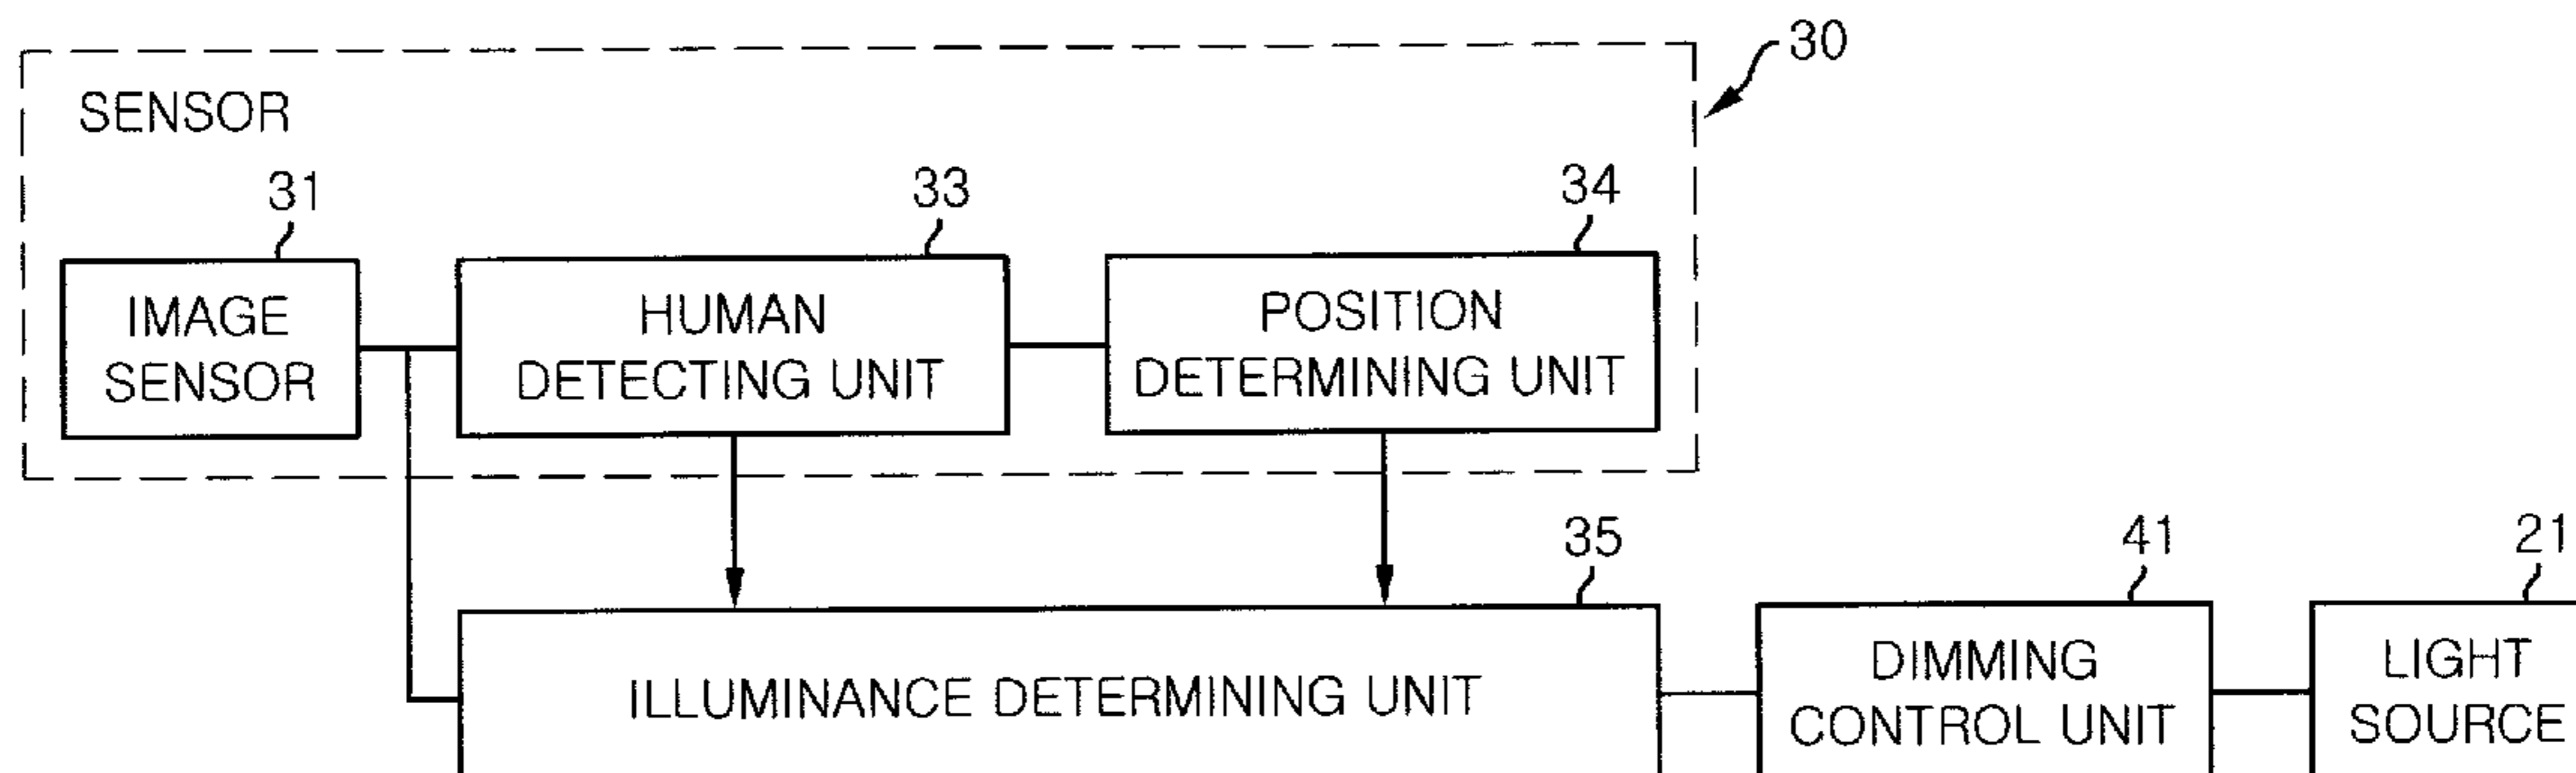 30
SENSOR
31
33
34
IMAGE
SENSOR
HUMAN
DETECTING UNIT
POSITION
DETERMINING UNIT
35
41
21
ILLUMINANCE DETERMINING UNIT
DIMMING
CONTROL UNIT
LIGHT
SOURCE